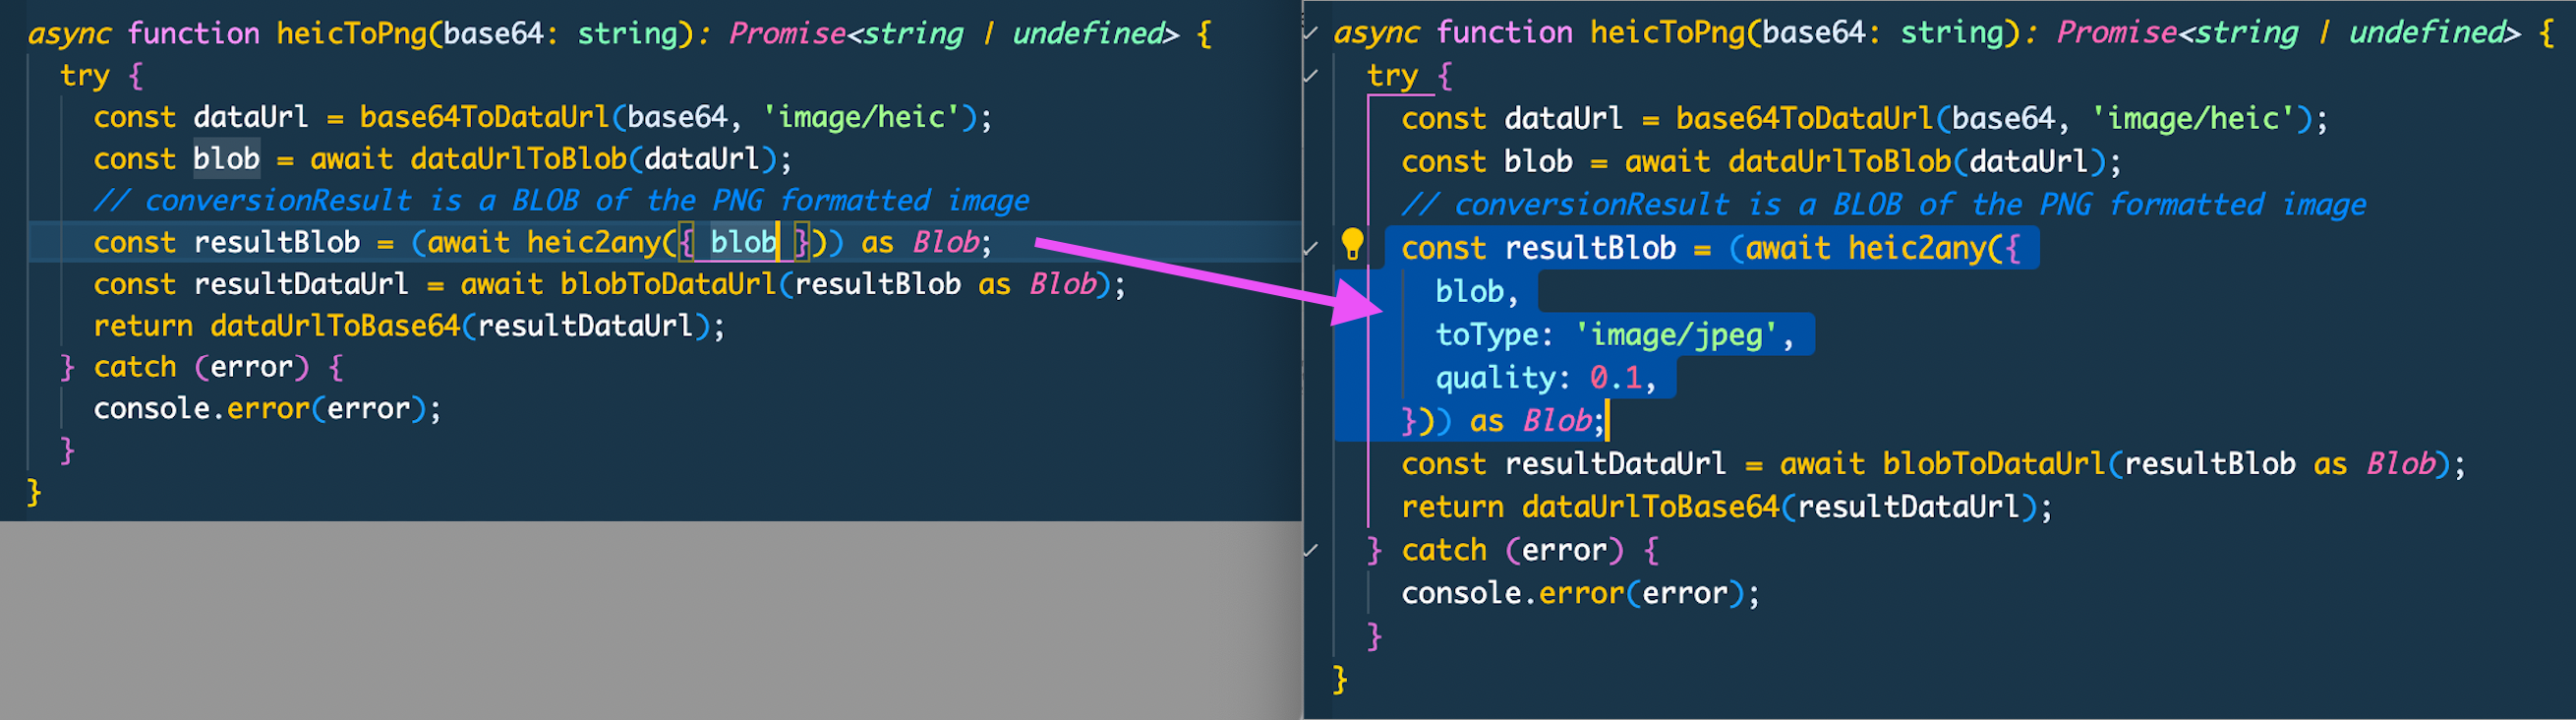 async function heicToPng(base64: string): Promise<string | undefined> {
try {
const dataUrl = base64ToDataUrl(base64, 'image/heic');
const blob = await dataUrlToBlob(dataUrl);
// conversionResult is a BLOB of the PNG formatted image
const resultBlob = (await heic2any({ blob })) as Blob;
const resultDataUrl = await blobToDataUrl(resultBlob as Blob);
return dataUrlToBase64(resultDataUrl);
} catch (error) {
console.error(error);
}
}
async function heicToPng(base64: string): Promise<string | undefined> {
try {
const dataUrl = base64ToDataUrl(base64, 'image/heic');
const blob = await dataUrlToBlob(dataUrl);
// conversionResult is a BLOB of the PNG formatted image
const resultBlob = (await heic2any({
blob,
toType: 'image/jpeg',
quality: 0.1,
})) as Blob;
const resultDataUrl = await blobToDataUrl(resultBlob as Blob);
return dataUrlToBase64(resultDataUrl);
} catch (error) {
console.error(error);
}
}